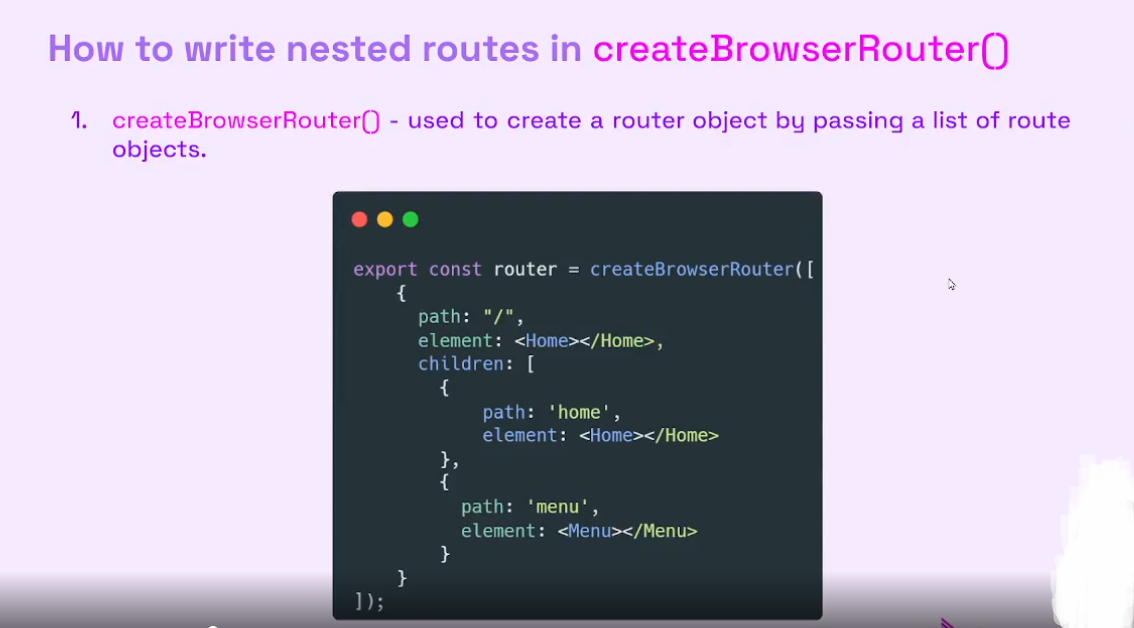 How to write nested routes in createBrowserRouter()
1. createBrowserRouter() - used to create a router object by passing a list of route
objects.
export const router = createBrowserRouter([
    {
      path: "/",
      element: <Home></Home>,
      children: [
        {
            path: 'home',
            element: <Home></Home>
        },
        {
          path: 'menu',
          element: <Menu></Menu>
        }
    }
]);